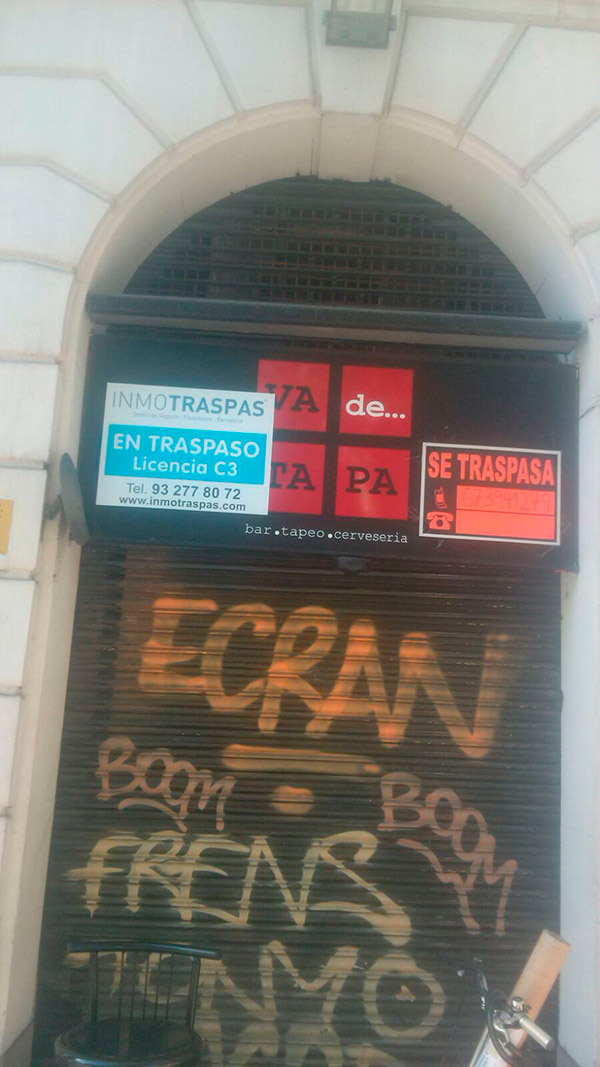 INMOTRASPAS
EN TRASPASO
Licencia C3
Tel. 93 277 80 72
www.inmotraspas.com
VA
de...
TA
PA
bar.tapeo.cerveseria
SE TRASPASA
ECRAN
BOOM
BOOM
FRENS